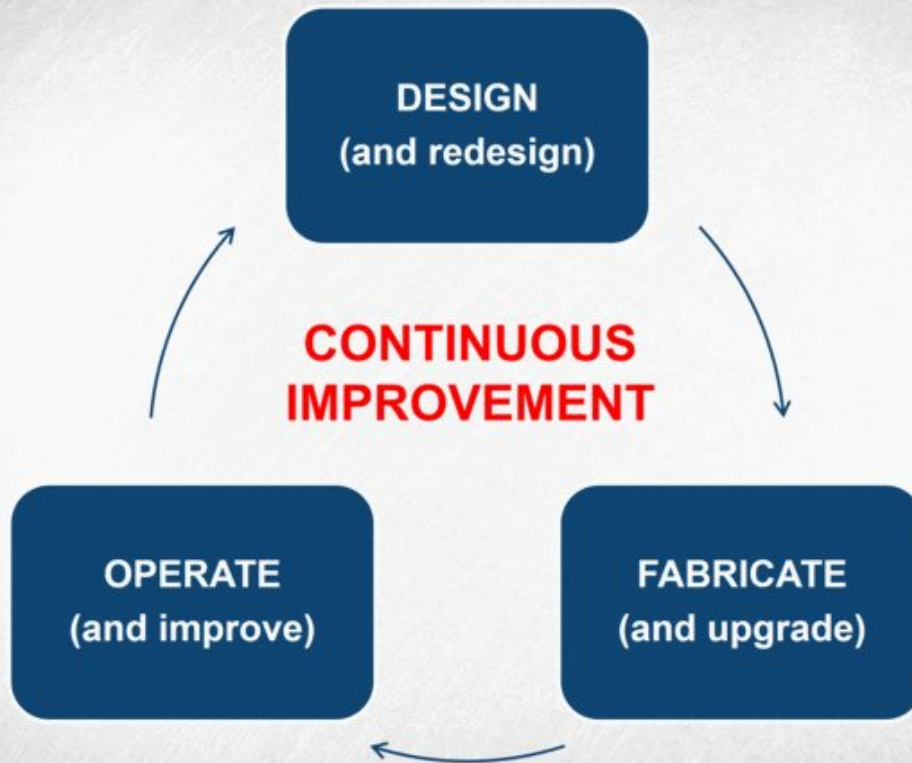 DESIGN
(and redesign)
CONTINUOUS
IMPROVEMENT
OPERATE
(and improve)
FABRICATE
(and upgrade)